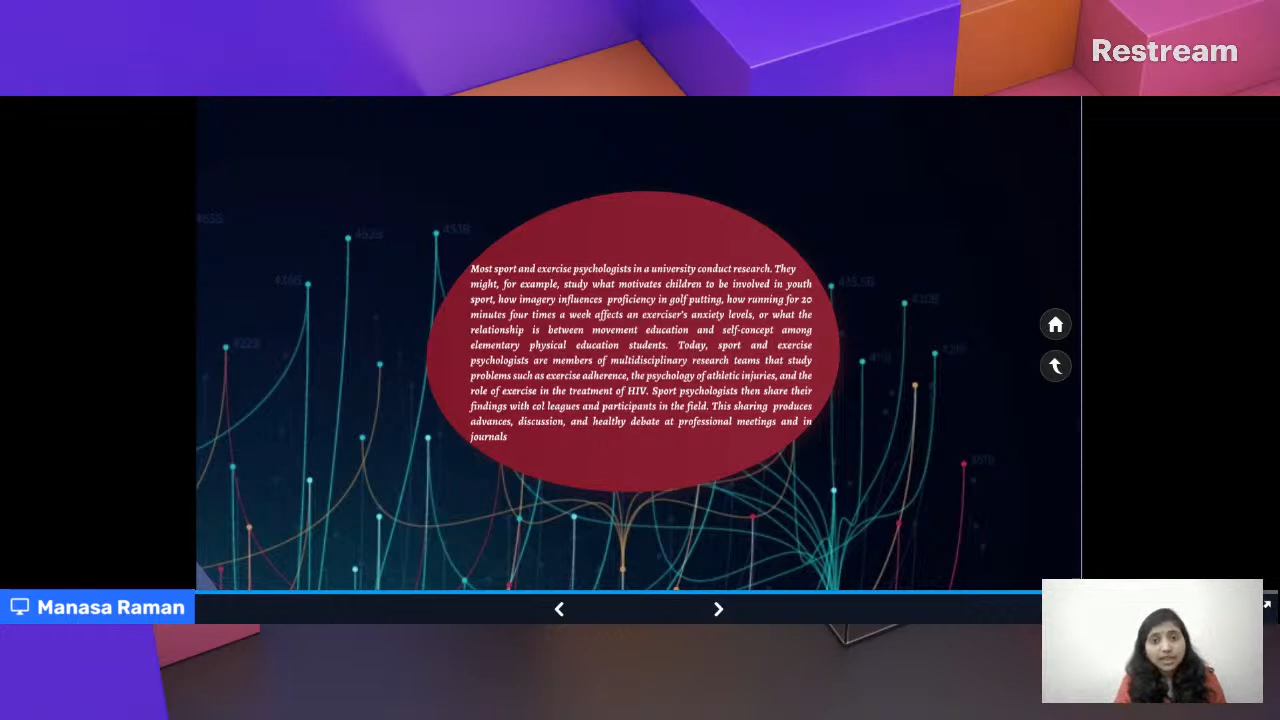 Restream
Most sport and exercise psychologists in a university conduct research. They
might, for example, study what motivates children to be involved in youth
sport, how imagery influences proficiency in golf putting, how running for 20
minutes four times a week affects an exerciser's anxiety levels, or what the
relationship is between movement education and self-concept among
elementary physical education students. Today, sport and exercise
psychologists are members of multidisciplinary research teams that study
problems such as exercise adherence, the psychology of athletic injuries, and the
role of exercise in the treatment of HIV. Sport psychologists then share their
findings with col leagues and participants in the field. This sharing produces
advances, discussion, and healthy debate at professional meetings and in
journals
Manasa Raman